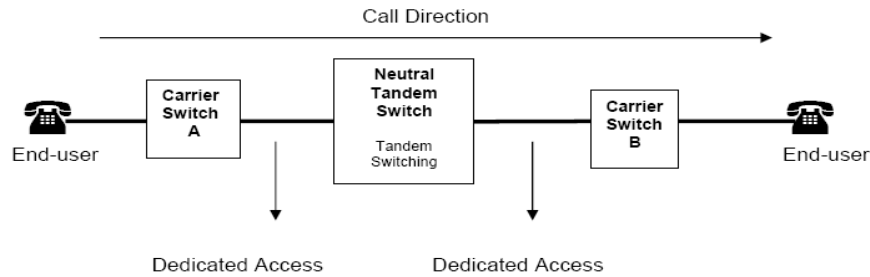 Call Direction
Neutral
Tandem
Switch
Tandem
Switching
Carrier
Switch
A
Carrier
Switch
B
End-user
End-user
Dedicated Access
Dedicated Access